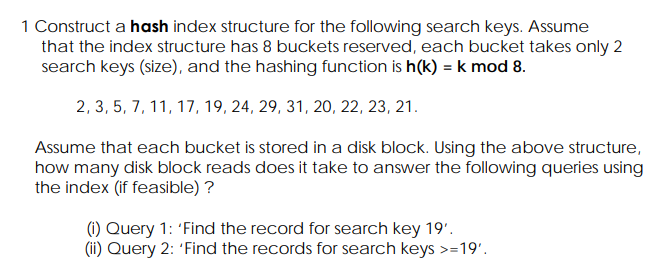 1 Construct a hash index structure for the following search keys. Assume
that the index structure has 8 buckets reserved, each bucket takes only 2
search keys (size), and the hashing function is h(k) = k mod 8.
2, 3, 5, 7, 11, 17, 19, 24, 29, 31, 20, 22, 23, 21.
Assume that each bucket is stored in a disk block. Using the above structure,
how many disk block reads does it take to answer the following queries using
the index (if feasible) ?
(i) Query 1: 'Find the record for search key 19'.
(ii) Query 2: 'Find the records for search keys >=19'.